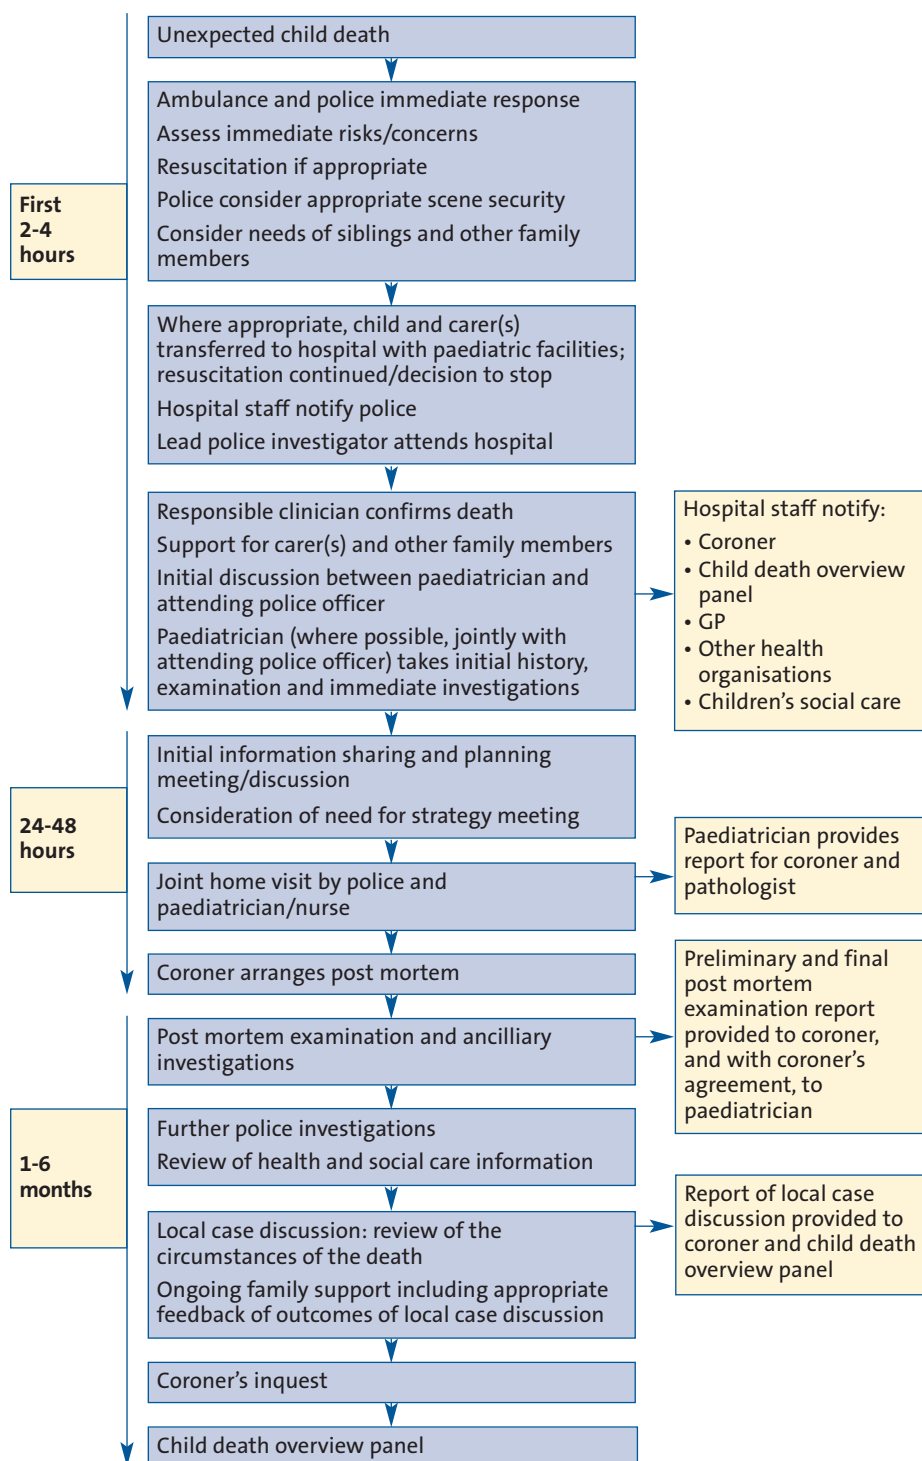 Unexpected child death
Ambulance and police immediate response
Assess immediate risks/concerns
Resuscitation if appropriate
Police consider appropriate scene security
Consider needs of siblings and other family
members
First
2-4
hours
Where appropriate, child and carer(s)
transferred to hospital with paediatric facilities;
resuscitation continued/decision to stop
Hospital staff notify police
Lead police investigator attends hospital
Responsible clinician confirms death
Support for carer(s) and other family members
Initial discussion between paediatrician and
attending police officer
Paediatrician (where possible, jointly with
attending police officer) takes initial history,
examination and immediate investigations
Hospital staff notify:
• Coroner
• Child death overview
panel
• GP
• Other health
organisations
• Children's social care
Initial information sharing and planning
meeting/discussion
Consideration of need for strategy meeting
24-48
hours
Joint home visit by police and
paediatrician/nurse
Paediatrician provides
report for coroner and
pathologist
Coroner arranges post mortem
Post mortem examination and ancilliary
investigations
Preliminary and final
post mortem
examination report
provided to coroner,
and with coroner's
agreement, to
paediatrician
1-6
months
Further police investigations
Review of health and social care information
Local case discussion: review of the
circumstances of the death
Ongoing family support including appropriate
feedback of outcomes of local case discussion
Report of local case
discussion provided to
coroner and child death
overview panel
Coroner's inquest
Child death overview panel